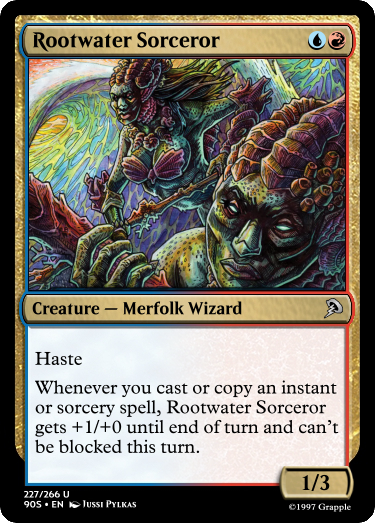 Rootwater Sorceror
Creature — Merfolk Wizard
Haste
Whenever you cast or copy an instant
or sorcery spell, Rootwater Sorceror
gets +1/+0 until end of turn and can't
be blocked this turn.
1/3
227/266 U
90S • EN Jussi Pylkas
©1997 Grapple